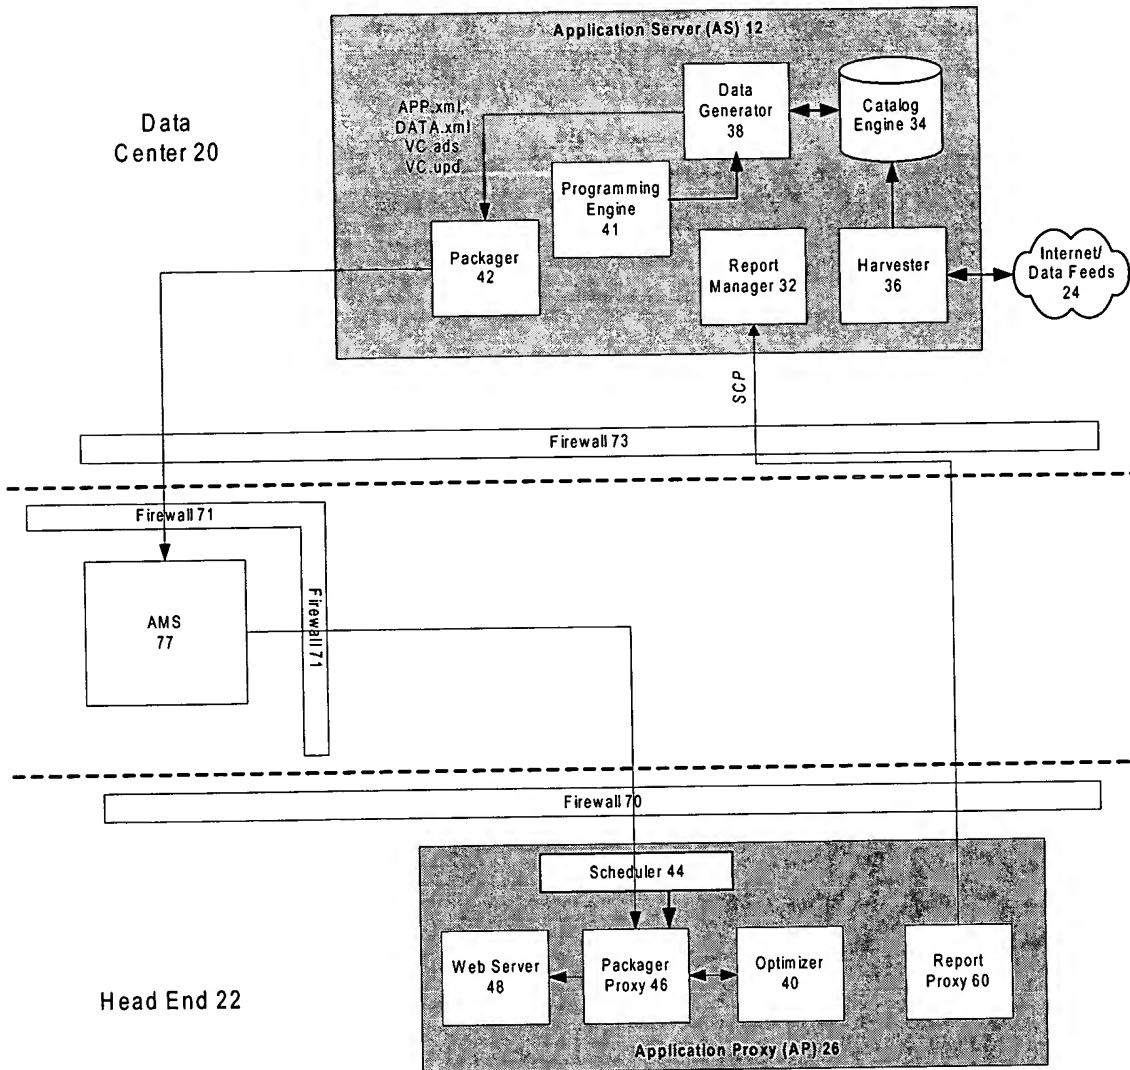 Application Server (AS) 12
Data
Center 20
APP.xml,
DATA.xml
VC.ads
VC.upd
Data
Generator
38
Catalog
Engine 34
Programming
Engine
41
Packager
42
Report
Manager 32
Harvester
36
Internet/
Data Feeds
24
SCP
Firewall 73
Firewall 71
Firewall 71
AMS
77
Firewall 70
Scheduler 44
Web Server
48
Packager
Proxy 46
Optimizer
40
Report
Proxy 60
Head End 22
Application Proxy (AP) 26